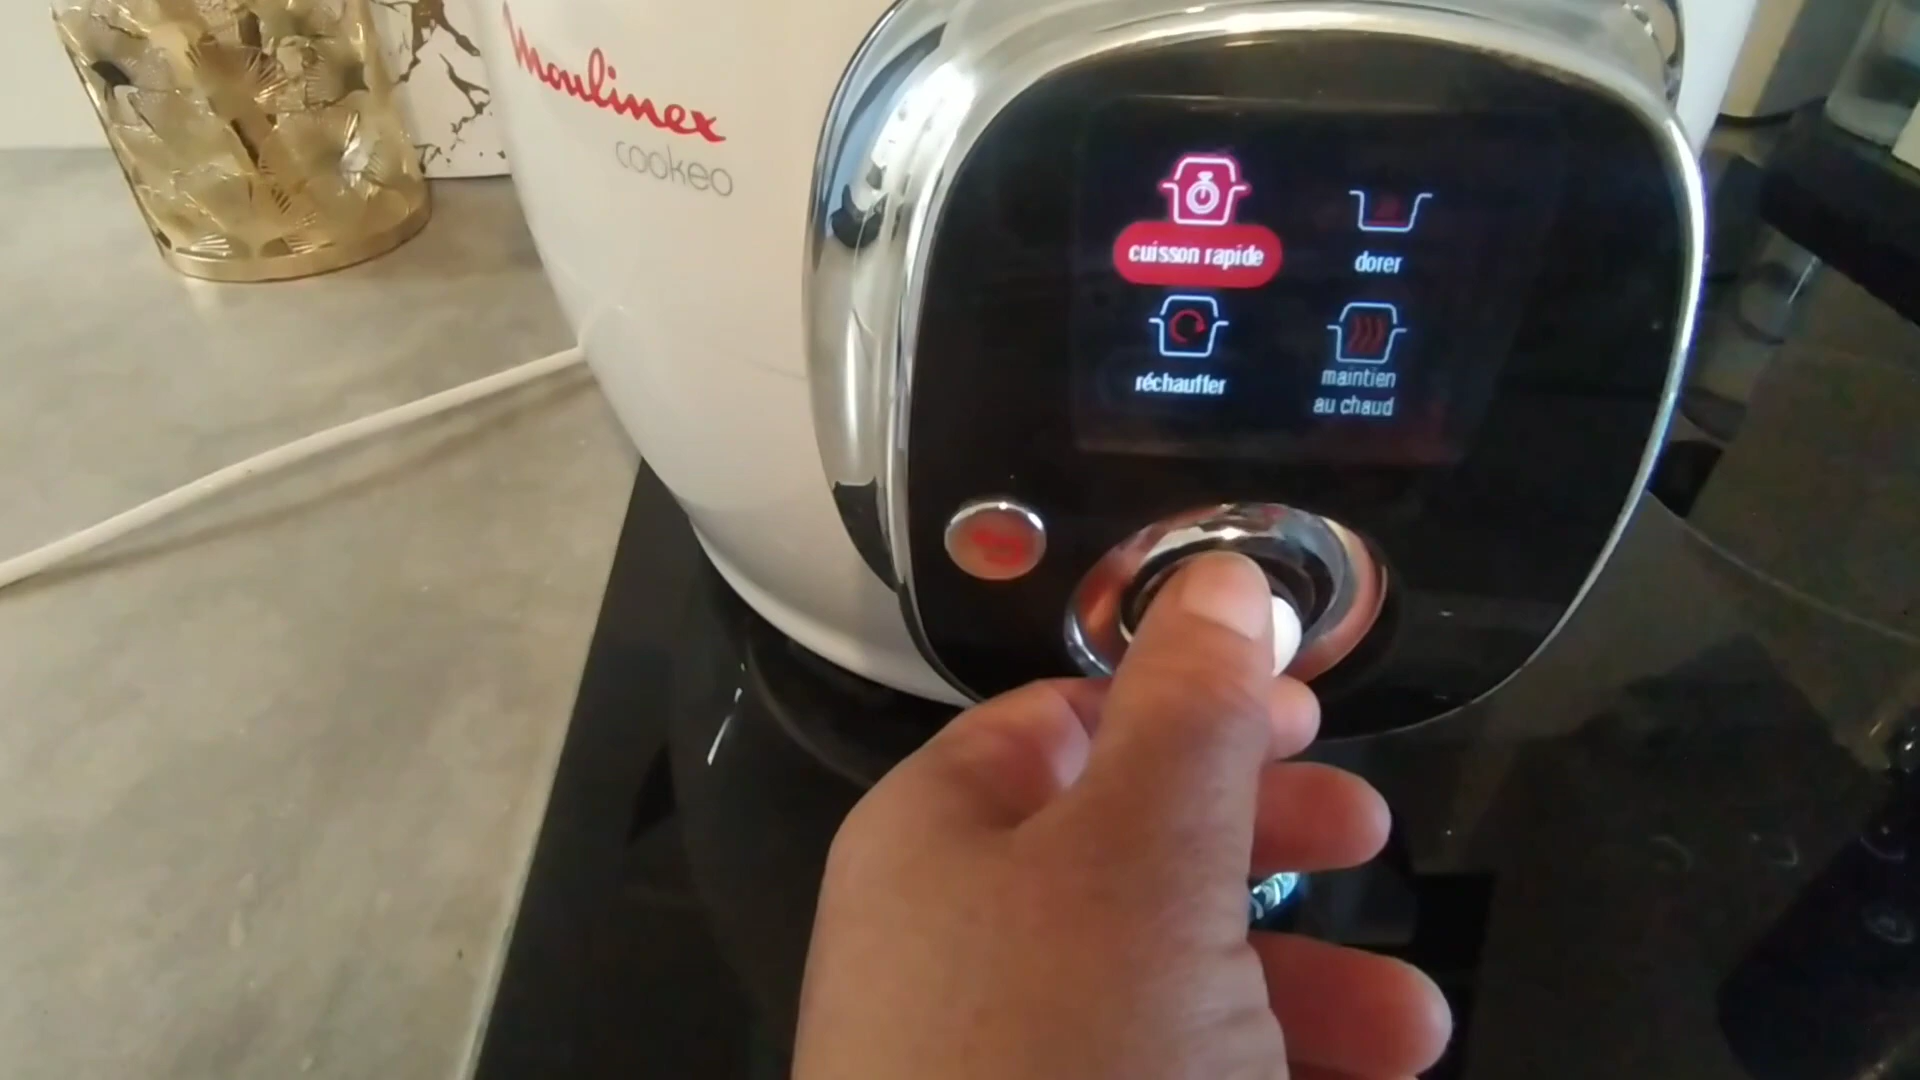 Moulinex
cookeo
cuisson rapide
dorer
réchauffer
maintien
au chaud